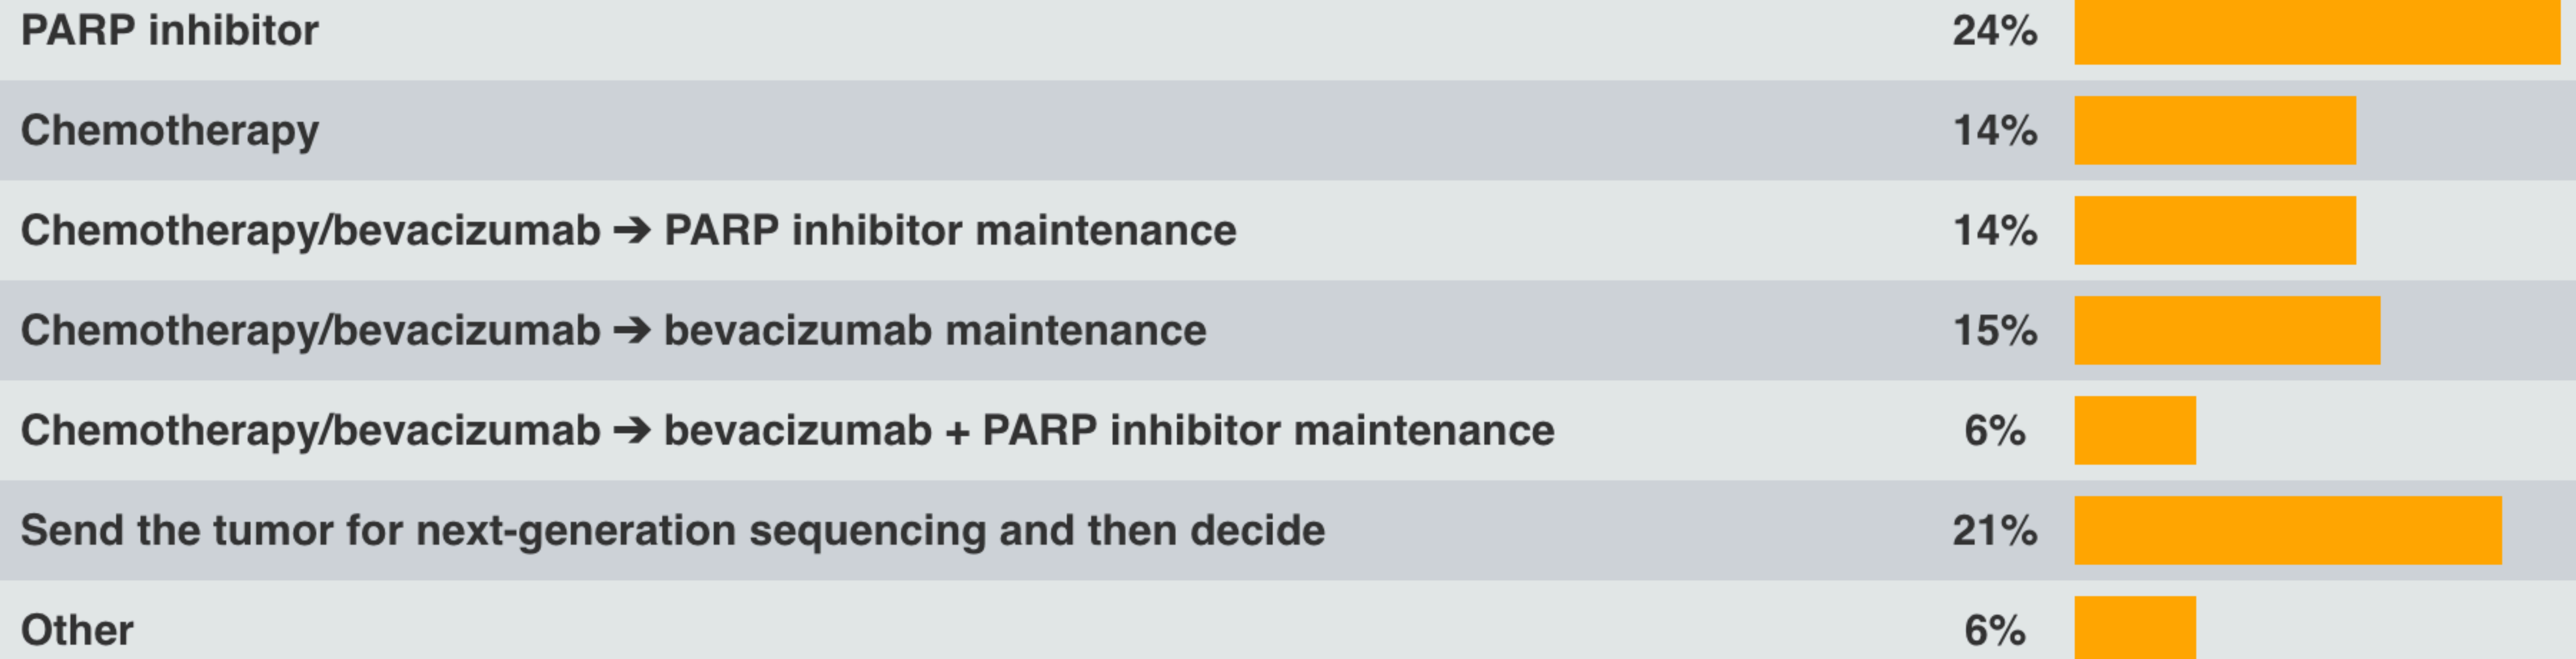 PARP inhibitor 24%
Chemotherapy 14%
Chemotherapy/bevacizumab ➔ PARP inhibitor maintenance 14%
Chemotherapy/bevacizumab ➔ bevacizumab maintenance 15%
Chemotherapy/bevacizumab ➔ bevacizumab + PARP inhibitor maintenance 6%
Send the tumor for next-generation sequencing and then decide 21%
Other 6%